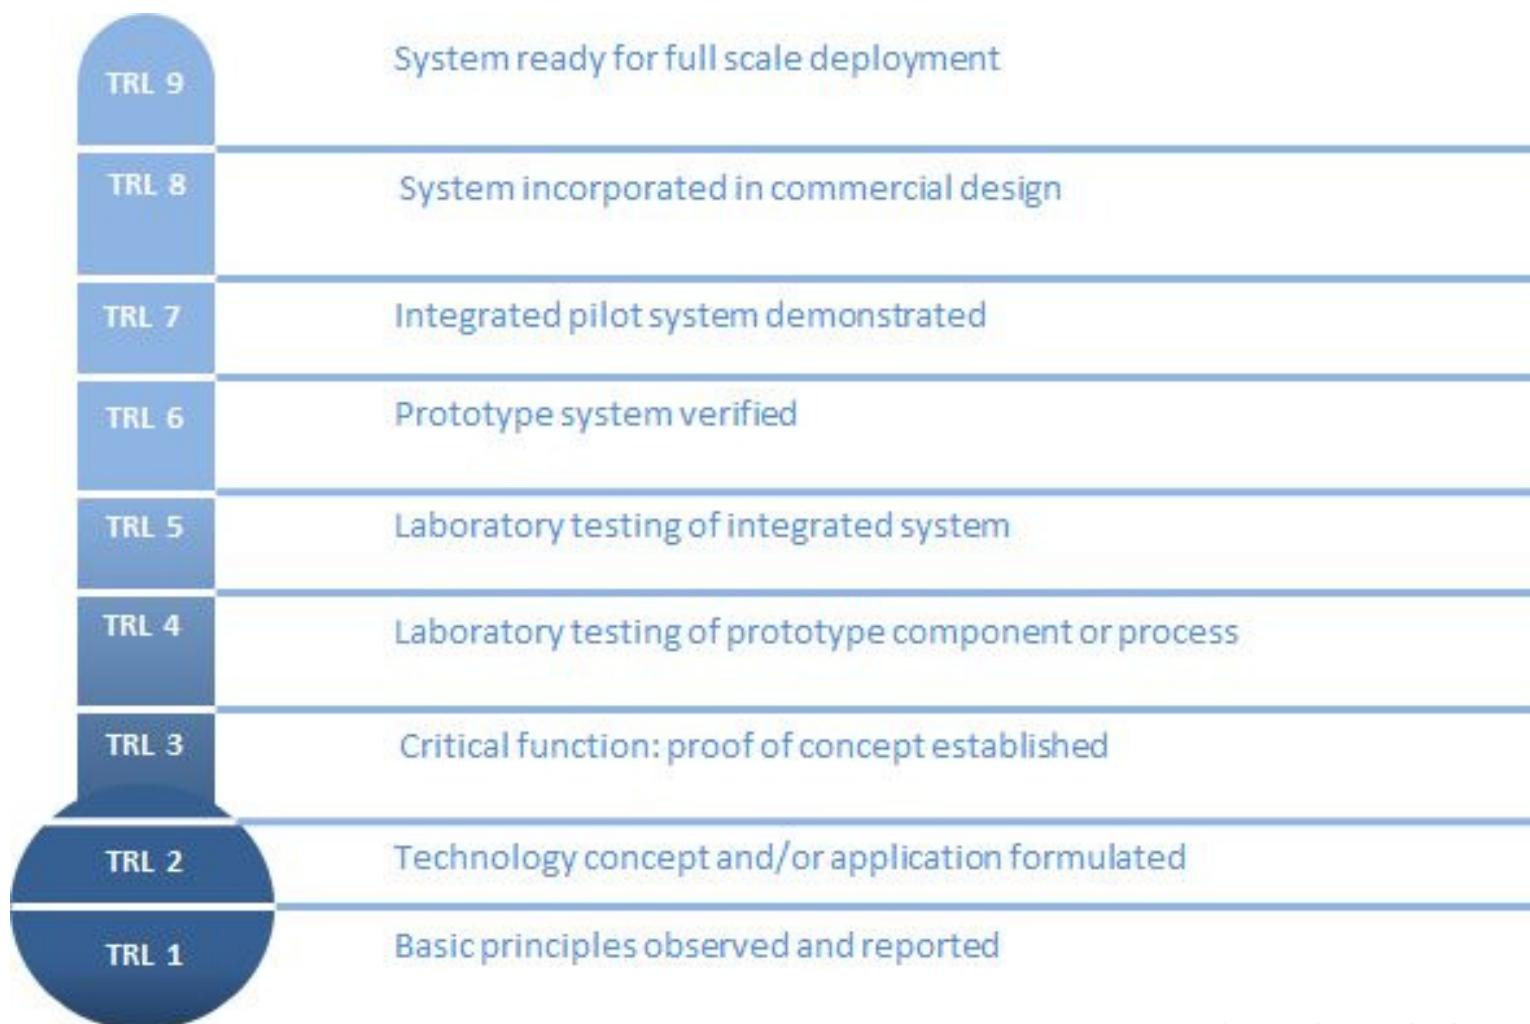 TRL 9 System ready for full scale deployment
TRL 8 System incorporated in commercial design
TRL 7 Integrated pilot system demonstrated
TRL 6 Prototype system verified
TRL 5 Laboratory testing of integrated system
TRL 4 Laboratory testing of prototype component or process
TRL 3 Critical function: proof of concept established
TRL 2 Technology concept and/or application formulated
TRL 1 Basic principles observed and reported